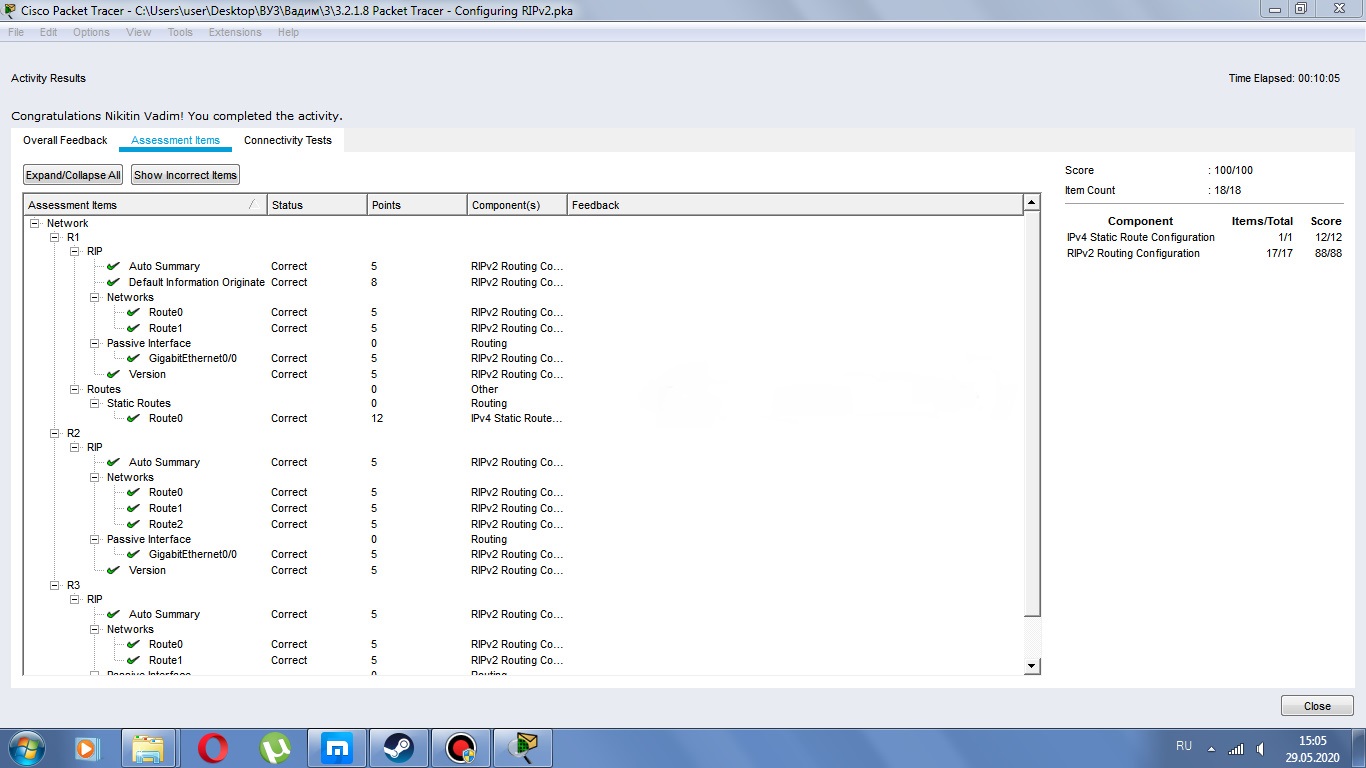 Cisco Packet Tracer - C:\Users\user\Desktop\ВУЗ\Вадим\3\3.2.1.8 Packet Tracer - Configuring RIPv2.pka
File Edit Options View Tools Extensions Help
Activity Results
Time Elapsed: 00:10:05
Congratulations Nikitin Vadim! You completed the activity.
Overall Feedback Assessment Items Connectivity Tests
Expand/Collapse All Show Incorrect Items
Assessment Items Status Points Component(s) Feedback
Network
R1
RIP
Auto Summary Correct 5 RIPv2 Routing Co...
Default Information Originate Correct 8 RIPv2 Routing Co...
Networks
Route0 Correct 5 RIPv2 Routing Co...
Route1 Correct 5 RIPv2 Routing Co...
Passive Interface 0 Routing
GigabitEthernet0/0 Correct 5 RIPv2 Routing Co...
Version Correct 5 RIPv2 Routing Co...
Routes 0 Other
Static Routes 0 Routing
Route0 Correct 12 IPv4 Static Route...
R2
RIP
Auto Summary Correct 5 RIPv2 Routing Co...
Networks
Route0 Correct 5 RIPv2 Routing Co...
Route1 Correct 5 RIPv2 Routing Co...
Route2 Correct 5 RIPv2 Routing Co...
Passive Interface 0 Routing
GigabitEthernet0/0 Correct 5 RIPv2 Routing Co...
Version Correct 5 RIPv2 Routing Co...
R3
RIP
Auto Summary Correct 5 RIPv2 Routing Co...
Networks
Route0 Correct 5 RIPv2 Routing Co...
Route1 Correct 5 RIPv2 Routing Co...
Passive Interface 0 Routing
Score : 100/100
Item Count : 18/18
Component Items/Total Score
IPv4 Static Route Configuration 1/1 12/12
RIPv2 Routing Configuration 17/17 88/88
Close
RU
15:05
29.05.2020